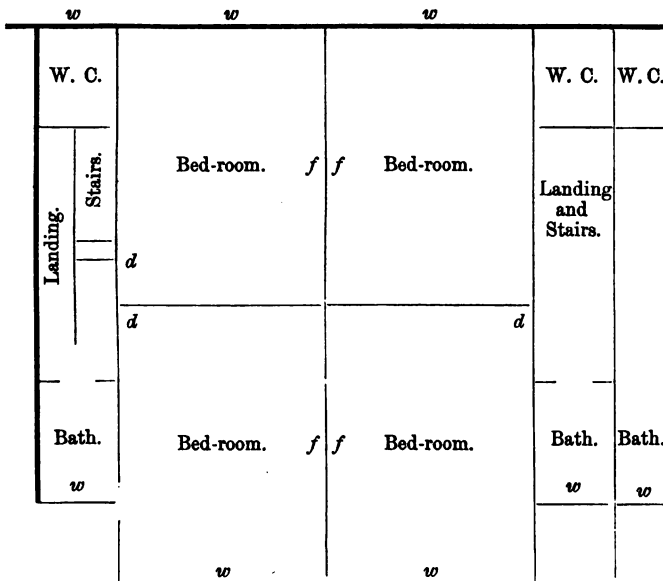 w w w
W. C. W. C. W. C.
Bed-room. f f Bed-room.
Stairs.
Landing.
Landing
and
Stairs.
d
d d
Bath. Bed-room. f f Bed-room. Bath. Bath.
w w w
w w